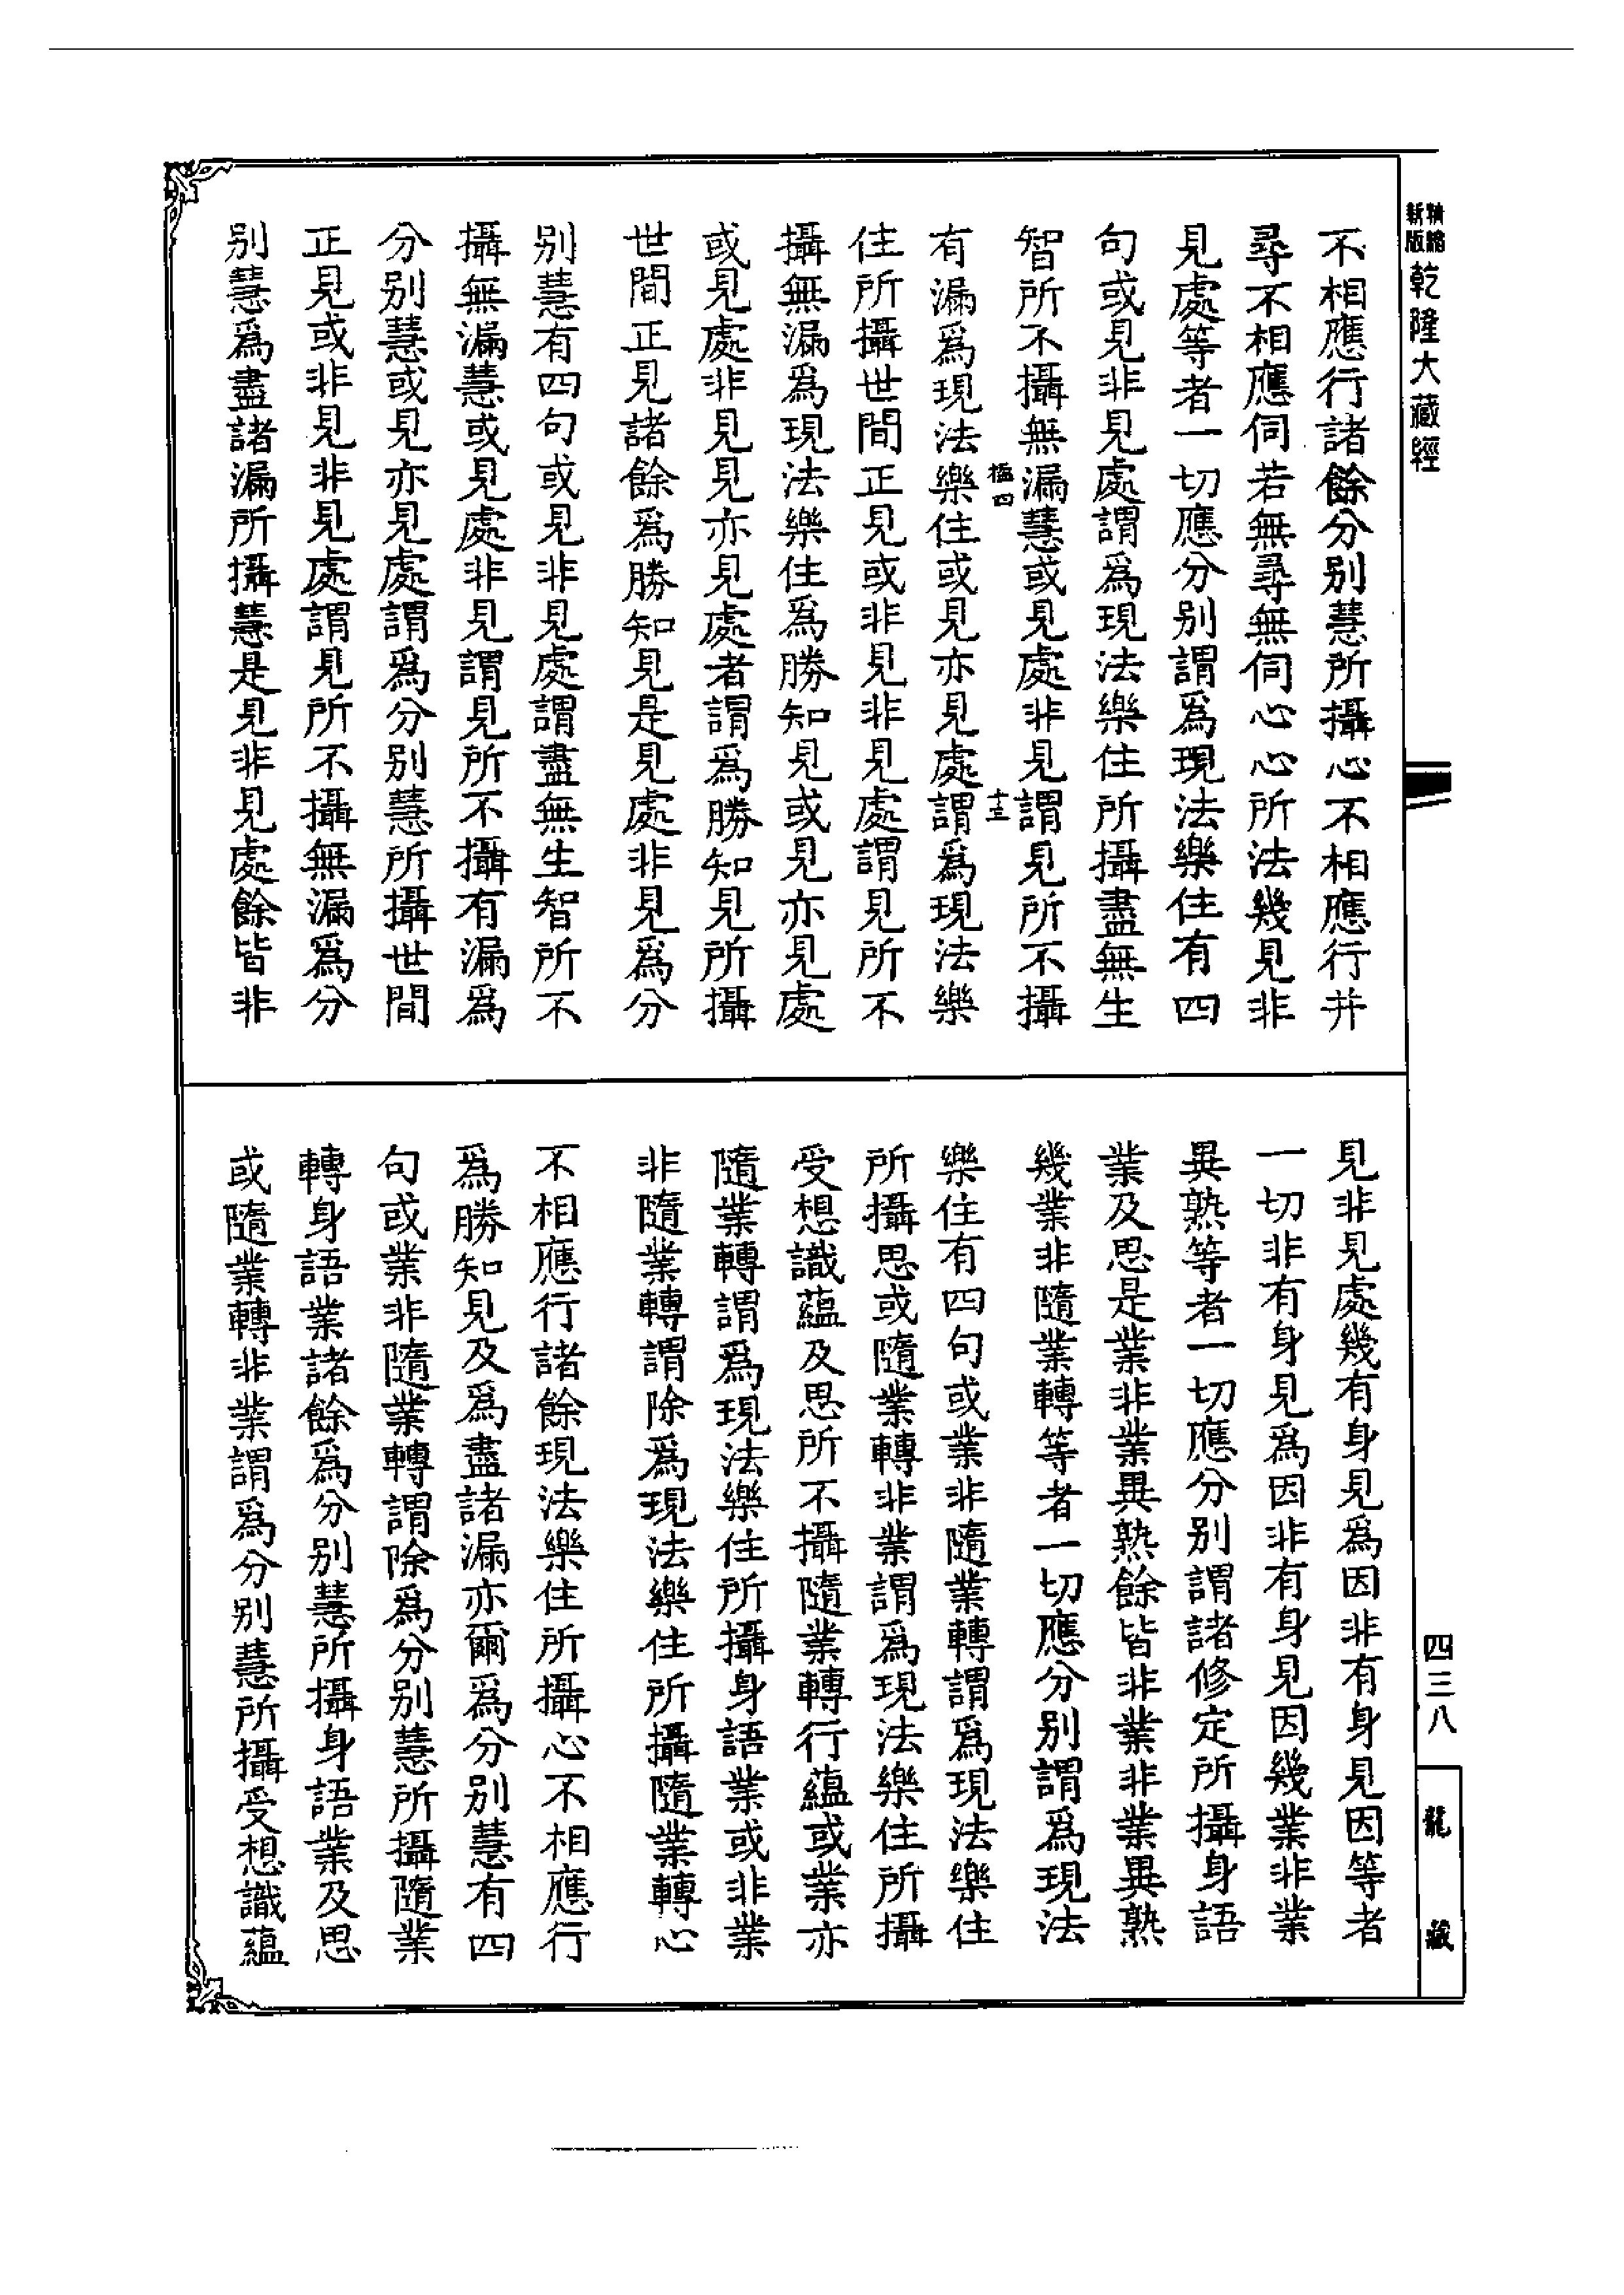 精縮新版乾隆大藏經
不相應行諸餘分别慧所攝心不相應行并
尋不相應伺若無尋無伺心心所法幾見非
見處等者一切應分别謂爲現法樂住有四
句或見非見處謂爲現法樂住所攝盡無生
智所不攝無漏慧或見處非見謂見所不攝
有漏爲現法樂住或見亦見處謂爲現法樂
住所攝世間正見或非見非見處謂見所不
攝無漏爲現法樂住爲勝知見或見亦見處
或見處非見見亦見處者謂爲勝知見所攝
世間正見諸餘爲勝知見是見處非見爲分
别慧有四句或見非見處謂盡無生智所不
攝無漏慧或見處非見謂見所不攝有漏爲
分别慧或見亦見處謂爲分别慧所攝世間
正見或非見非見處謂見所不攝無漏爲分
别慧爲盡諸漏所攝慧是見非見處餘皆非
見非見處幾有身見爲因非有身見因等者
一切非有身見爲因非有身見因幾業非業
異熟等者一切應分别謂諸修定所攝身語
業及思是業非業異熟餘皆非業非業異熟
幾業非隨業轉等者一切應分别謂爲現法
樂住有四句或業非隨業轉謂爲現法樂住
所攝思或隨業轉非業謂爲現法樂住所攝
受想識蘊及思所不攝隨業轉行蘊或業亦
隨業轉謂爲現法樂住所攝身語業或非業
非隨業轉謂除爲現法樂住所攝隨業轉心
不相應行諸餘現法樂住所攝心不相應行
爲勝知見及爲盡諸漏亦爾爲分别慧有四
句或業非隨業轉謂除爲分别慧所攝隨業
轉身語業諸餘爲分别慧所攝身語業及思
或隨業轉非業謂爲分别慧所攝受想識蘊
四三八
龍藏